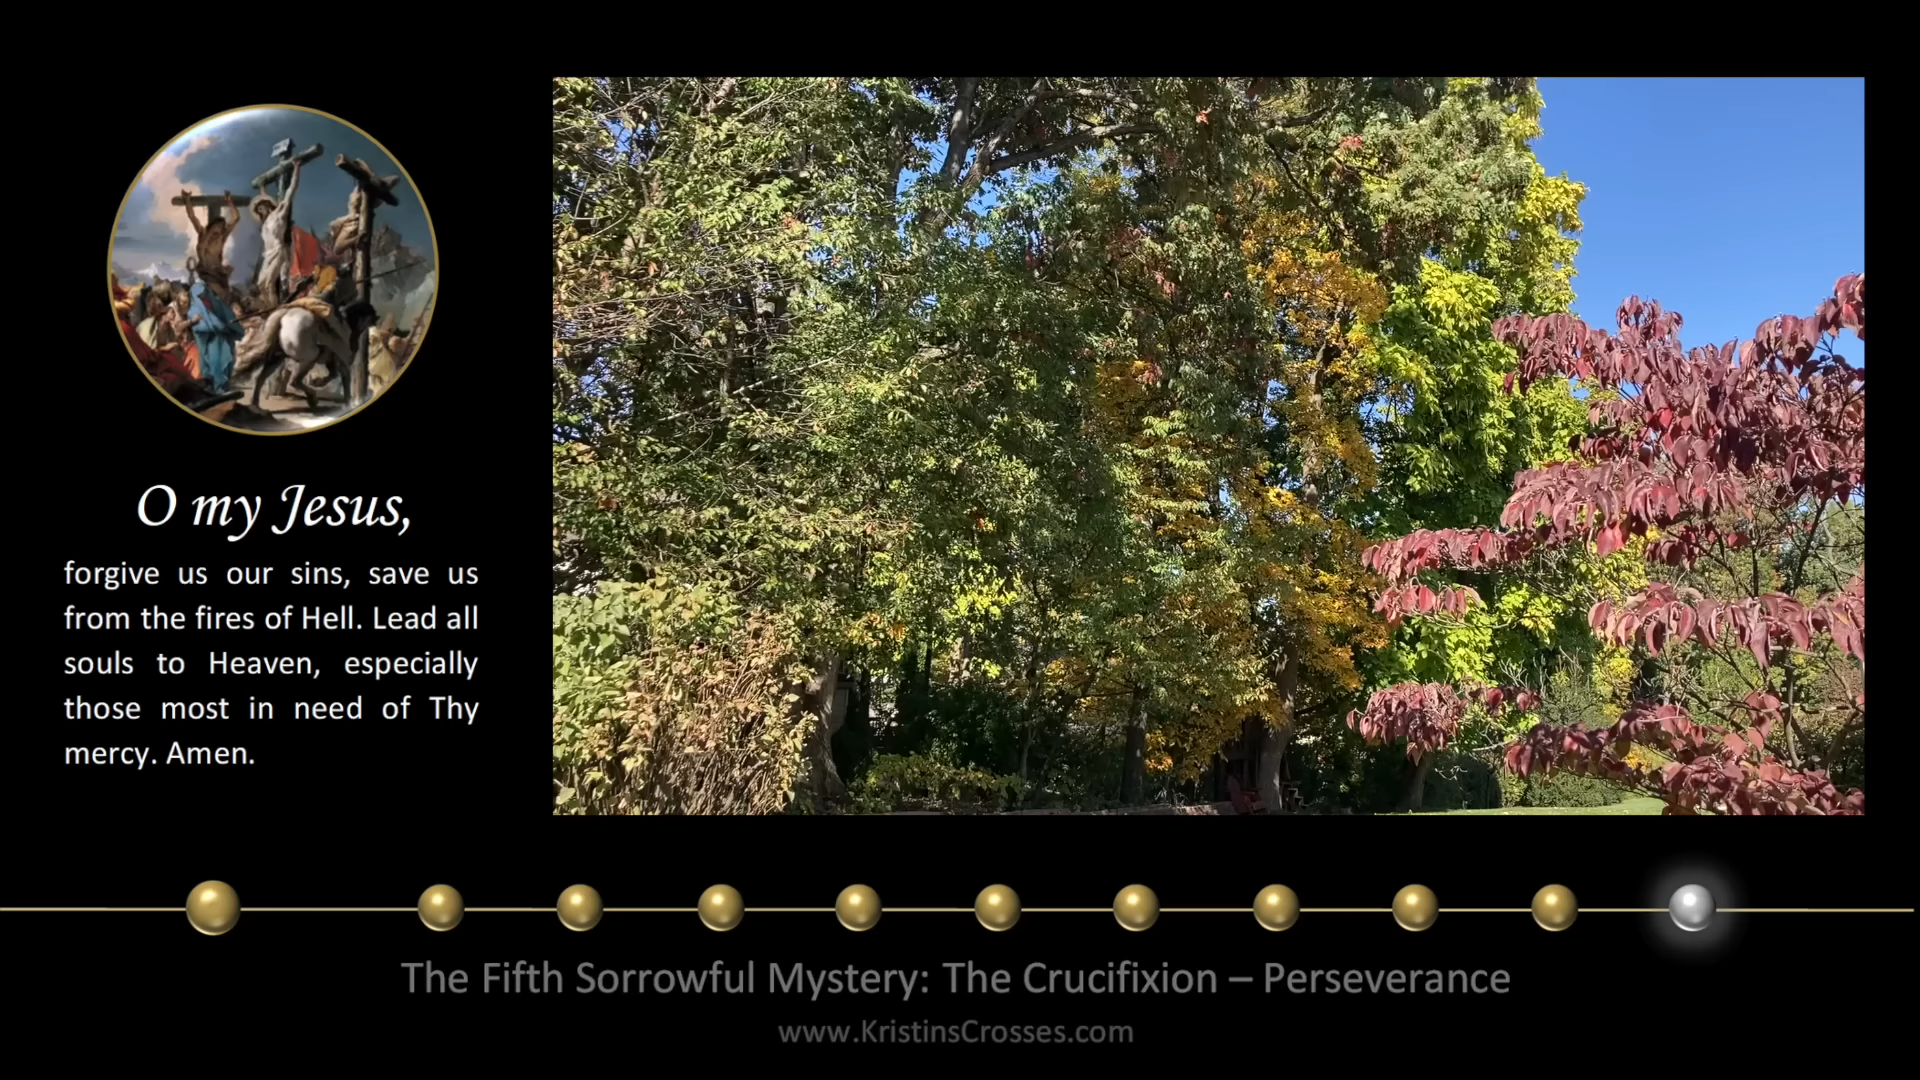 O my Jesus,
forgive us our sins, save us
from the fires of Hell. Lead all
souls to Heaven, especially
those most in need of Thy
mercy. Amen.
The Fifth Sorrowful Mystery: The Crucifixion – Perseverance
www.KristinsCrosses.com